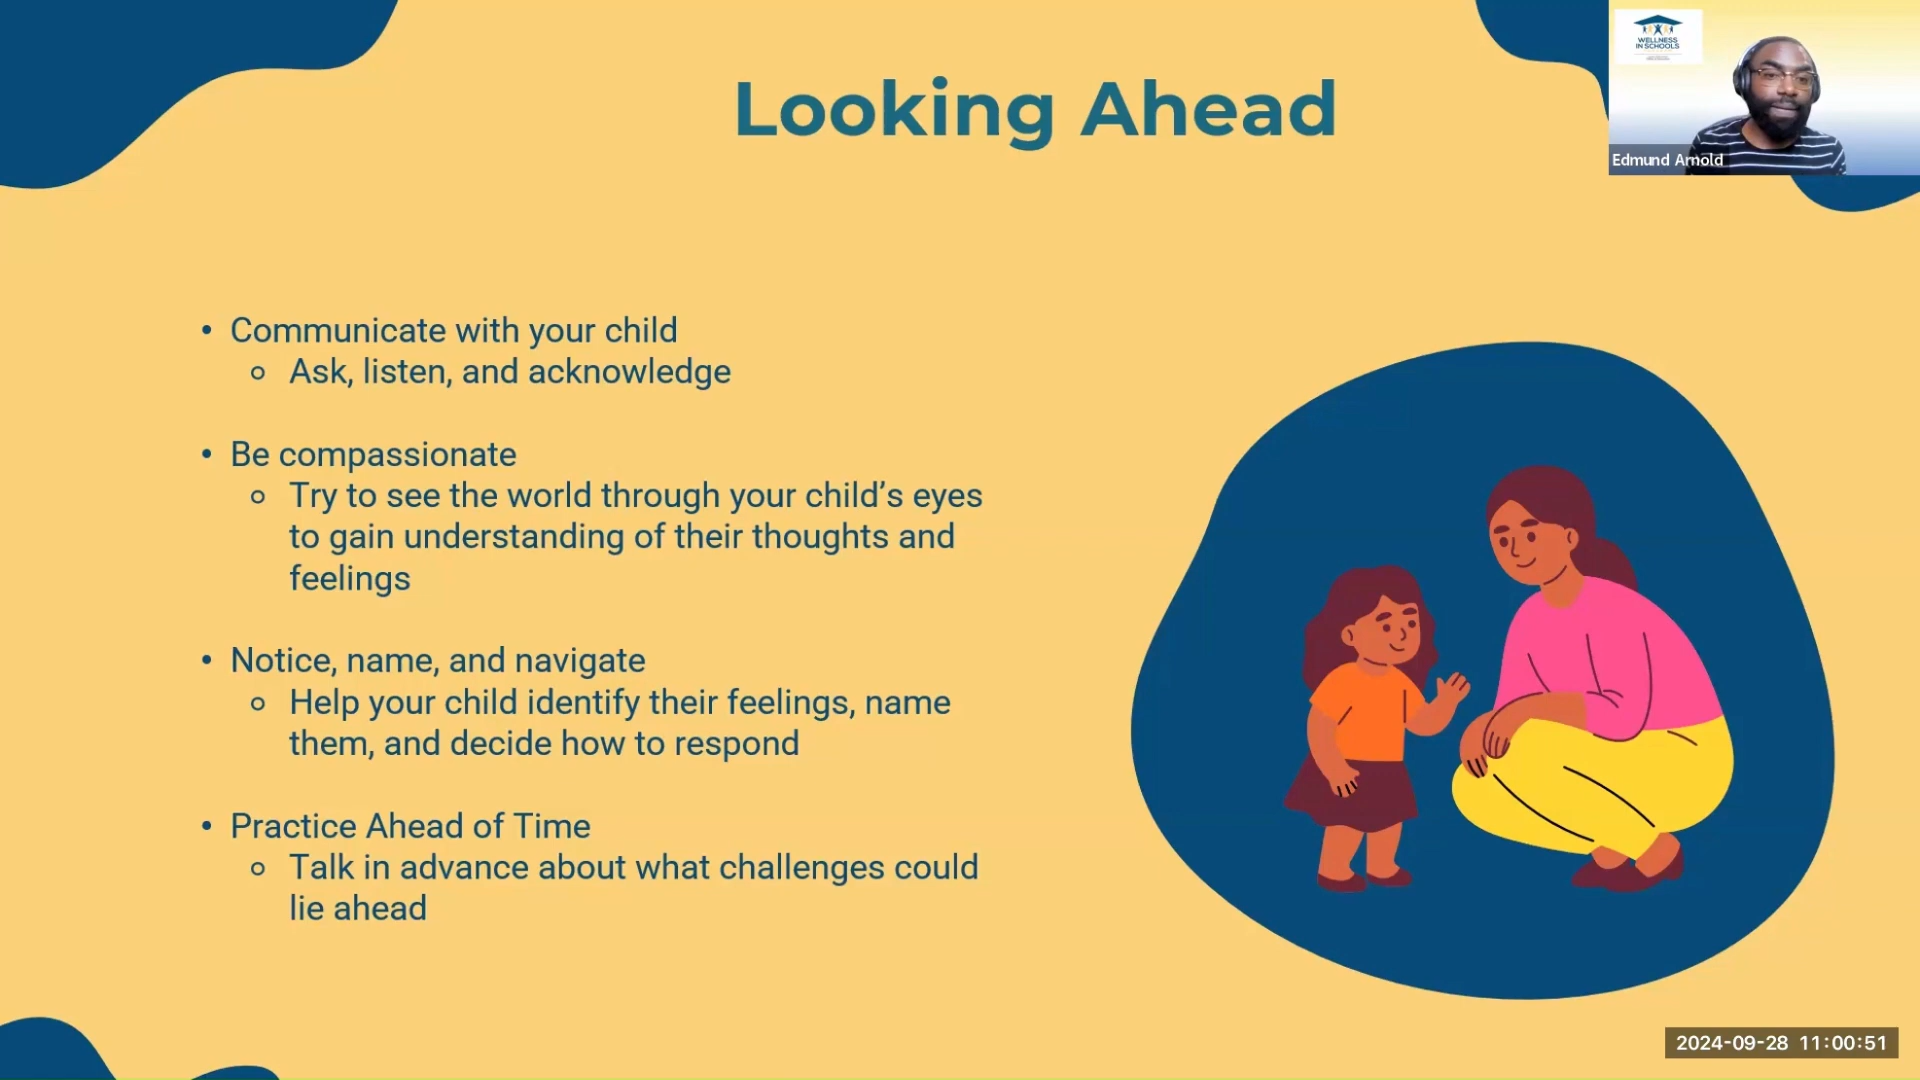 Looking Ahead
WELLNESS
IN SCHOOLS
Edmund Arnold
• Communicate with your child
○ Ask, listen, and acknowledge
• Be compassionate
○ Try to see the world through your child’s eyes
to gain understanding of their thoughts and
feelings
• Notice, name, and navigate
○ Help your child identify their feelings, name
them, and decide how to respond
• Practice Ahead of Time
○ Talk in advance about what challenges could
lie ahead
2024-09-28 11:00:51